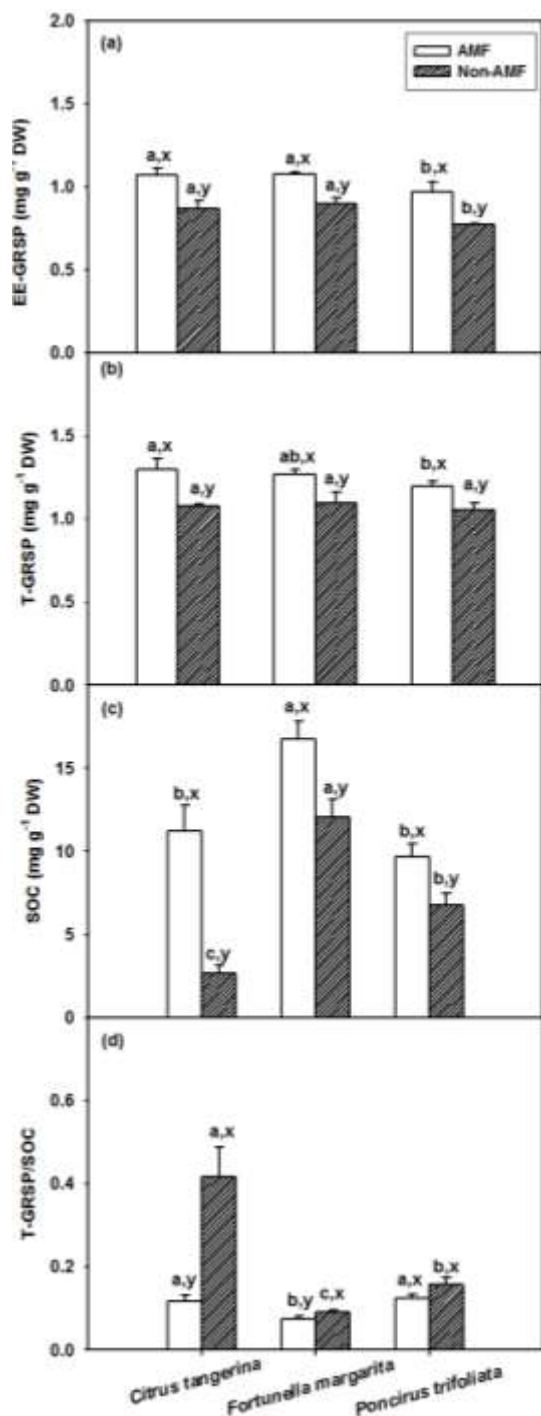 (a)
AMF
Non-AMF
2.0
1.5
1.0
0.5
0.0
EE-GRSP (mg g⁻¹ DW)
a,x
a,y
a,x
a,y
b,x
b,y
(b)
1.5
1.0
0.5
0.0
T-GRSP (mg g⁻¹ DW)
a,x
a,y
ab,x
a,y
b,x
a,y
(c)
15
10
5
0
SOC (mg g⁻¹ DW)
b,x
c,y
a,x
a,y
b,x
b,y
(d)
0.6
0.4
0.2
0.0
T-GRSP/SOC
a,y
a,x
b,y
c,x
a,x
b,x
Citrus tangerina
Fortunella margarita
Poncirus trifoliata